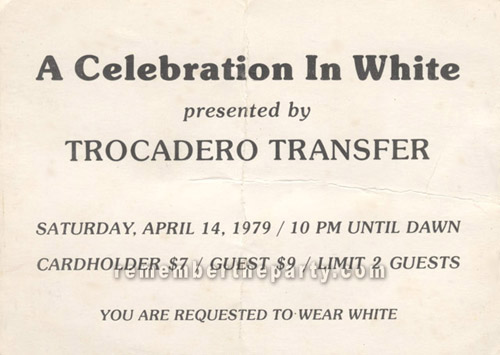 A Celebration In White
presented by
TROCADERO TRANSFER
SATURDAY, APRIL 14, 1979 / 10 PM UNTIL DAWN
CARDHOLDER $7 / GUEST $9 / LIMIT 2 GUESTS
remembertheparty.com
YOU ARE REQUESTED TO WEAR WHITE